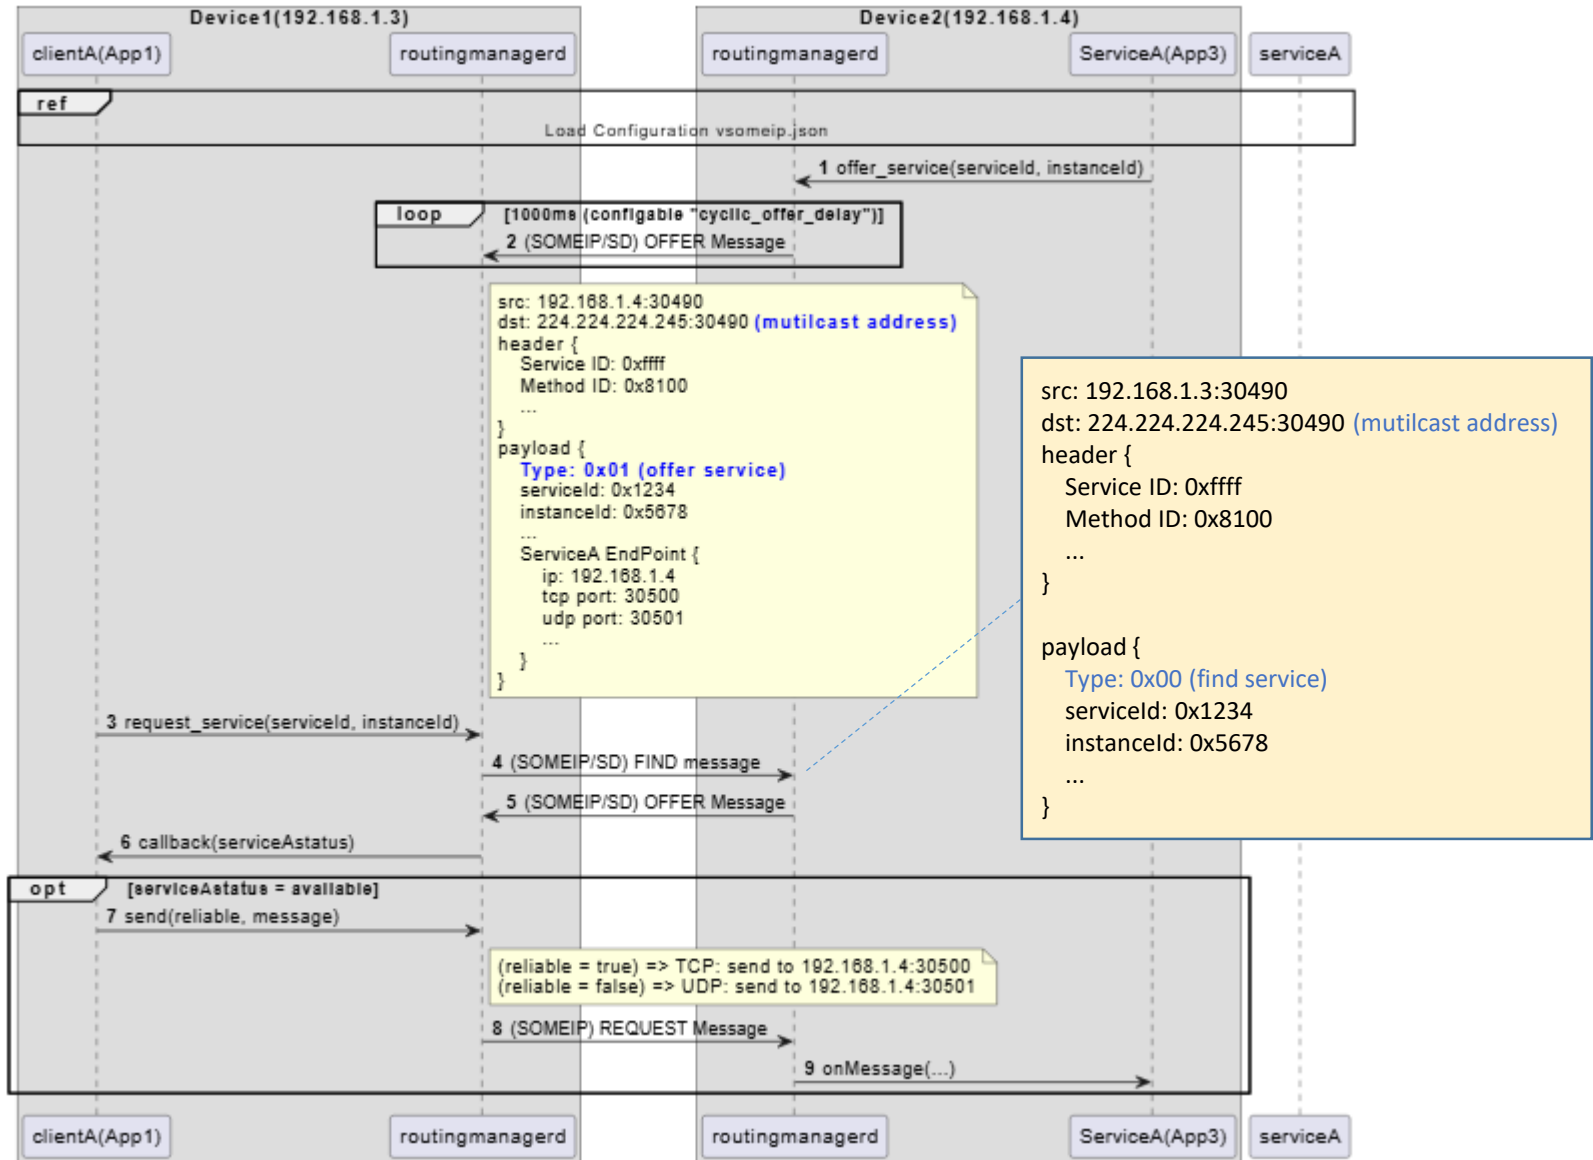 Device1(192.168.1.3)
Device2(192.168.1.4)
clientA(App1)
routingmanagerd
routingmanagerd
ServiceA(App3)
serviceA
ref
Load Configuration vsomeip.json
1 offer_service(serviceId, instanceId)
loop
[1000ms (configable "cyclic_offer_delay")]
2 (SOMEIP/SD) OFFER Message
src: 192.168.1.4:30490
dst: 224.224.224.245:30490 (mutilcast address)
header {
Service ID: 0xffff
Method ID: 0x8100
...
}
payload {
Type: 0x01 (offer service)
serviceId: 0x1234
instanceId: 0x5678
...
ServiceA EndPoint {
ip: 192.168.1.4
tcp port: 30500
udp port: 30501
...
}
}
src: 192.168.1.3:30490
dst: 224.224.224.245:30490 (mutilcast address)
header {
Service ID: 0xffff
Method ID: 0x8100
...
}
payload {
Type: 0x00 (find service)
serviceId: 0x1234
instanceId: 0x5678
...
}
3 request_service(serviceId, instanceId)
4 (SOMEIP/SD) FIND message
5 (SOMEIP/SD) OFFER Message
6 callback(serviceAstatus)
opt
[serviceAstatus = available]
7 send(reliable, message)
(reliable = true) => TCP: send to 192.168.1.4:30500
(reliable = false) => UDP: send to 192.168.1.4:30501
8 (SOMEIP) REQUEST Message
9 onMessage(...)
clientA(App1)
routingmanagerd
routingmanagerd
ServiceA(App3)
serviceA